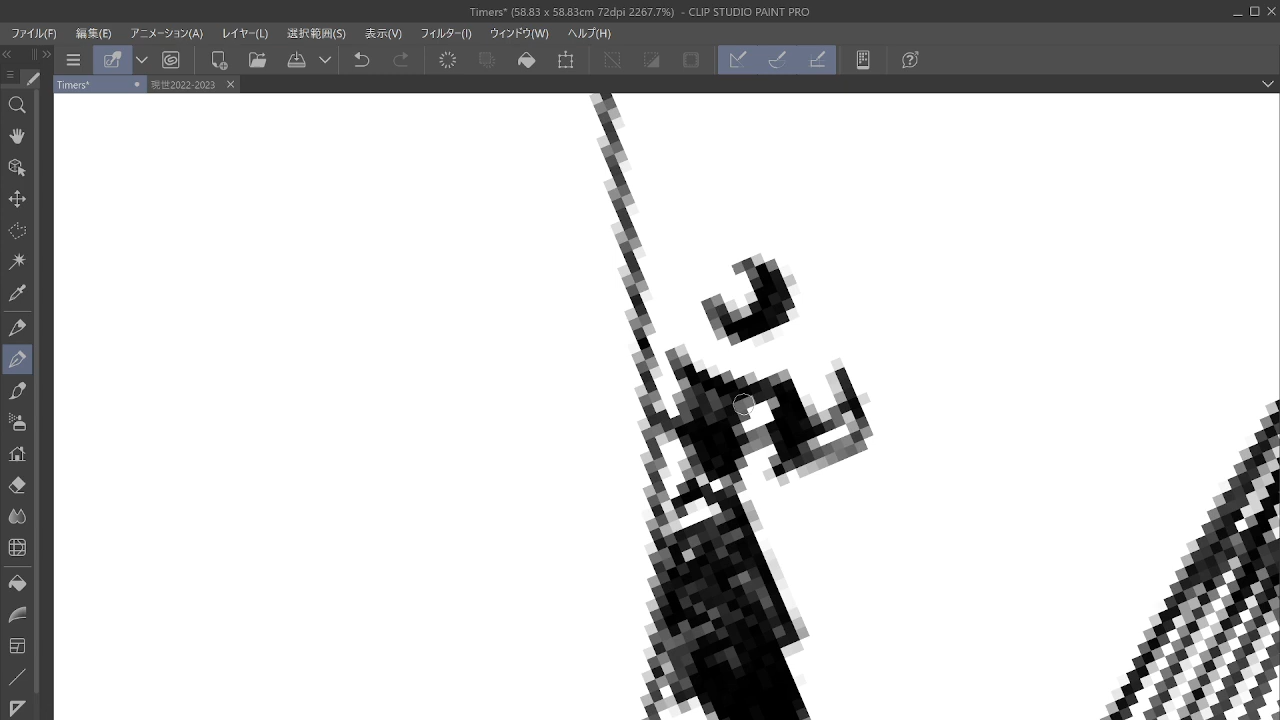 Timers* (58.83 x 58.83cm 72dpi 2267.7%)  - CLIP STUDIO PAINT PRO
ファイル(F) 編集(E) アニメーション(A) レイヤー(L) 選択範囲(S) 表示(V) フィルター(I) ウィンドウ(W) ヘルプ(H)
Timers* 現世2022-2023